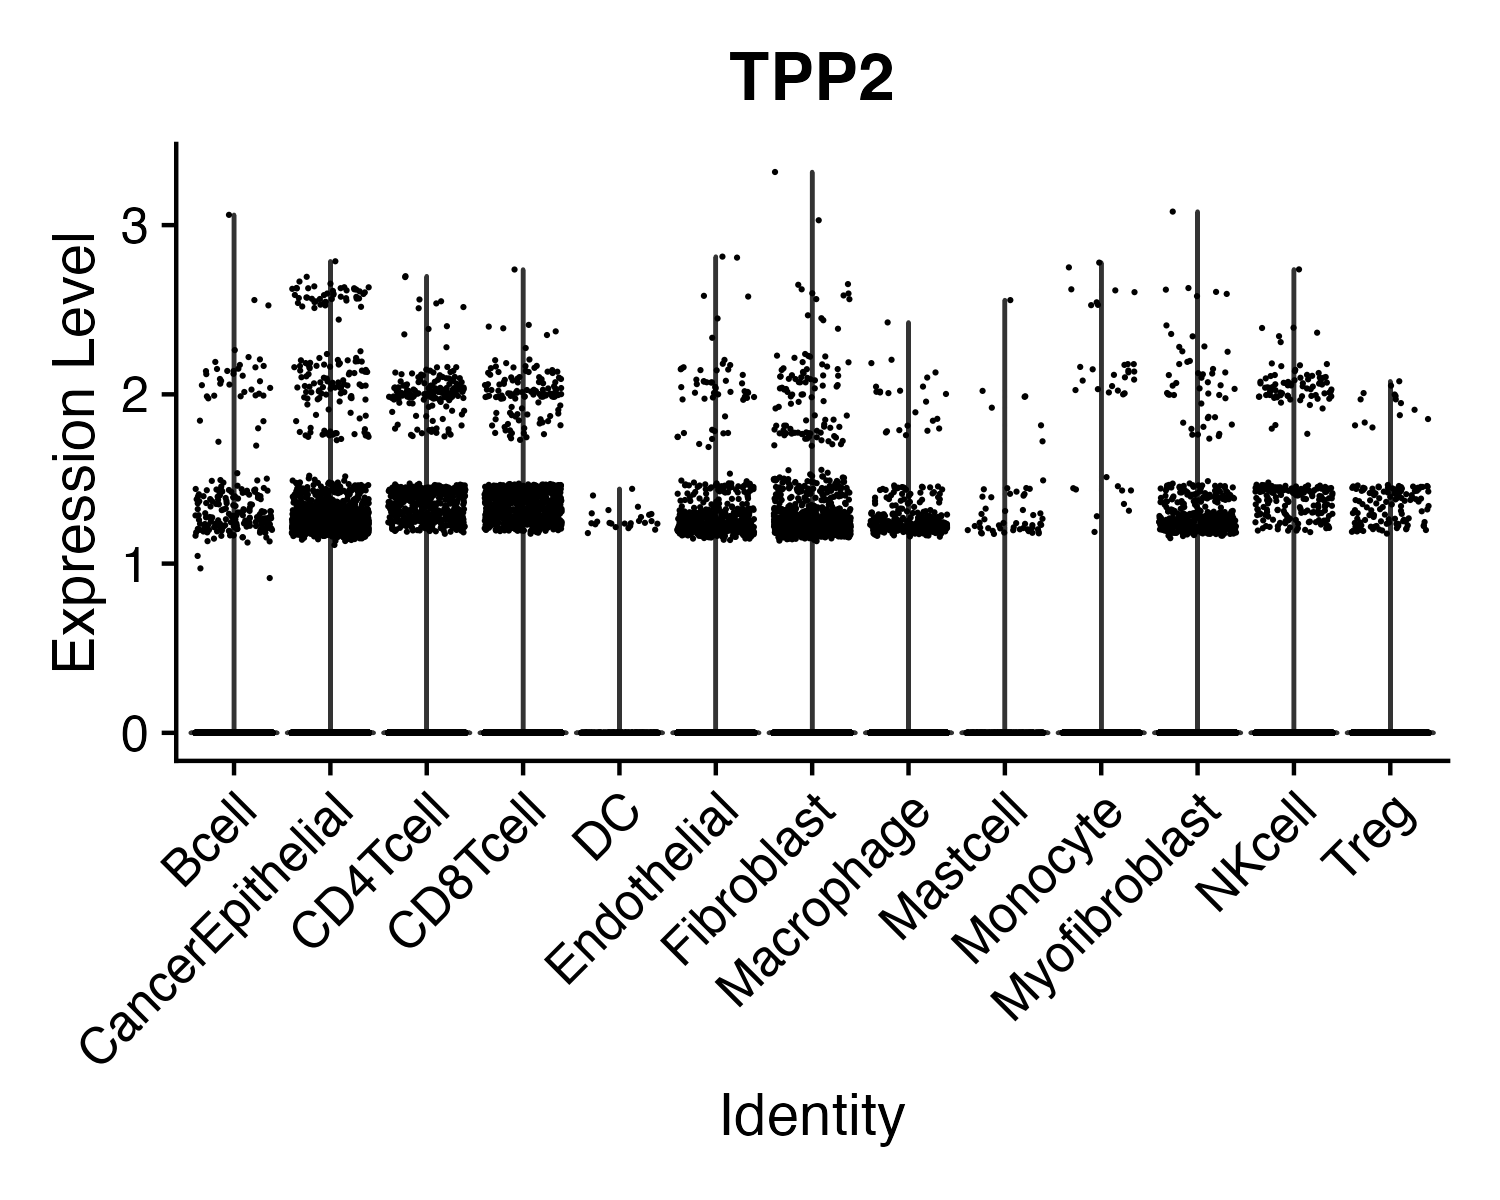 TPP2
Expression Level
3
2
1
0
Bcell
CancerEpithelial
CD4Tcell
CD8Tcell
DC
Endothelial
Fibroblast
Macrophage
Mastcell
Monocyte
Myofibroblast
NKcell
Treg
Identity